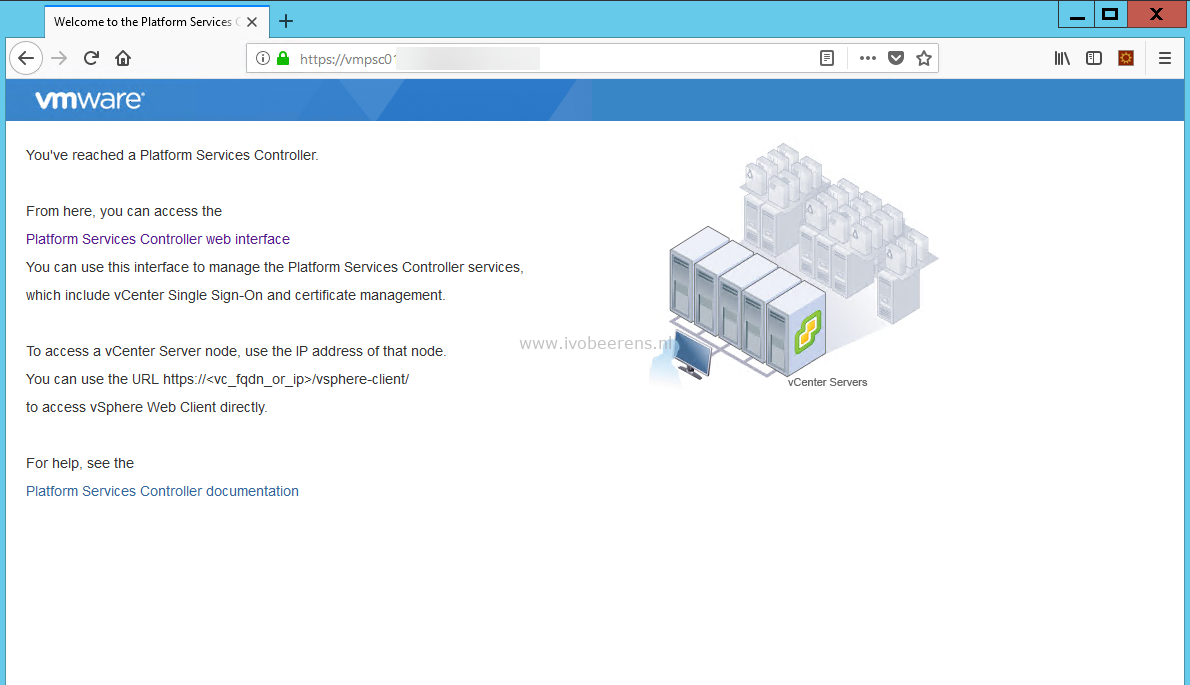 Welcome to the Platform Services C
https://vmpsc01
vmware
You've reached a Platform Services Controller.
From here, you can access the
Platform Services Controller web interface
You can use this interface to manage the Platform Services Controller services,
which include vCenter Single Sign-On and certificate management.
www.ivobeerens.nl
To access a vCenter Server node, use the IP address of that node.
You can use the URL https://<vc_fqdn_or_ip>/vsphere-client/
vCenter Servers
to access vSphere Web Client directly.
For help, see the
Platform Services Controller documentation